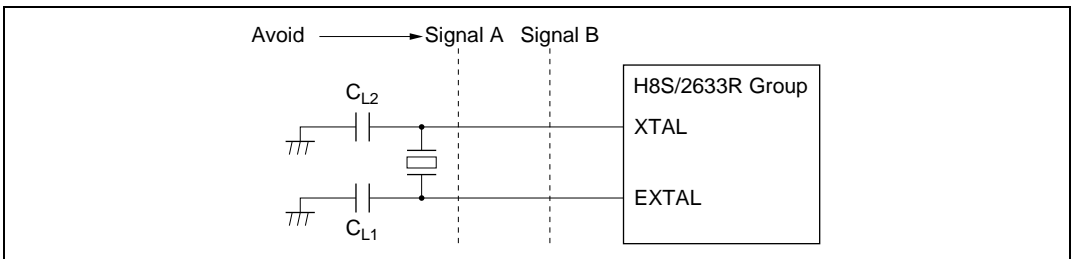 Avoid Signal A Signal B
H8S/2633R Group
CL2
XTAL
EXTAL
CL1